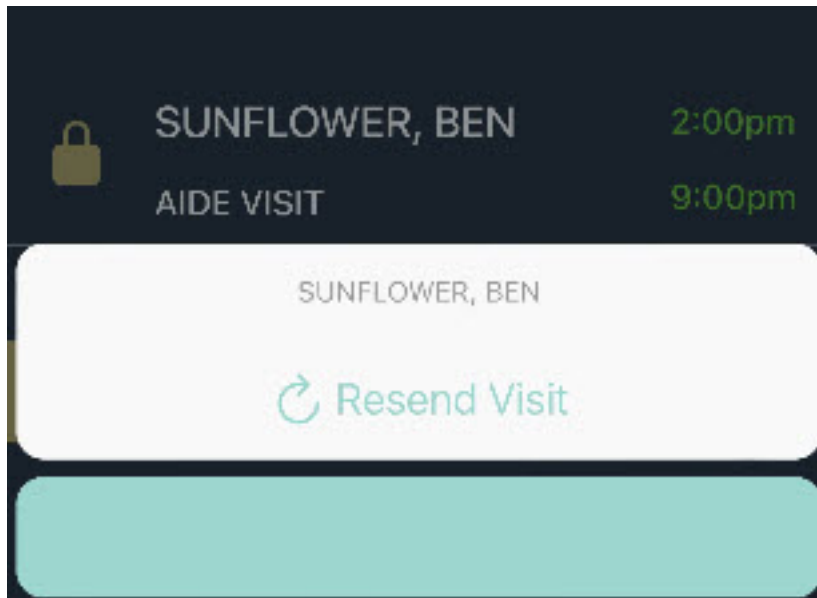 SUNFLOWER, BEN 2:00pm
AIDE VISIT 9:00pm
SUNFLOWER, BEN
Resend Visit